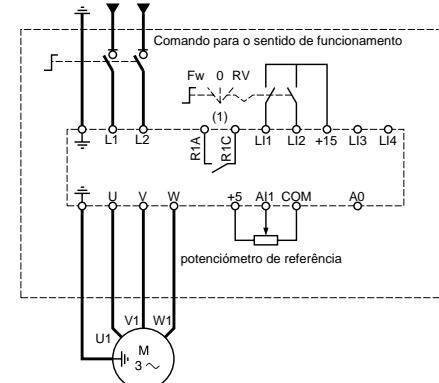 Comando para o sentido de funcionamento
Fw 0 RV
(1)
L1 L2 R1A R1C LI1 LI2 +15 LI3 LI4
U V W +5 AI1 COM A0
potenciómetro de referência
U1 V1 W1
M
3 ~